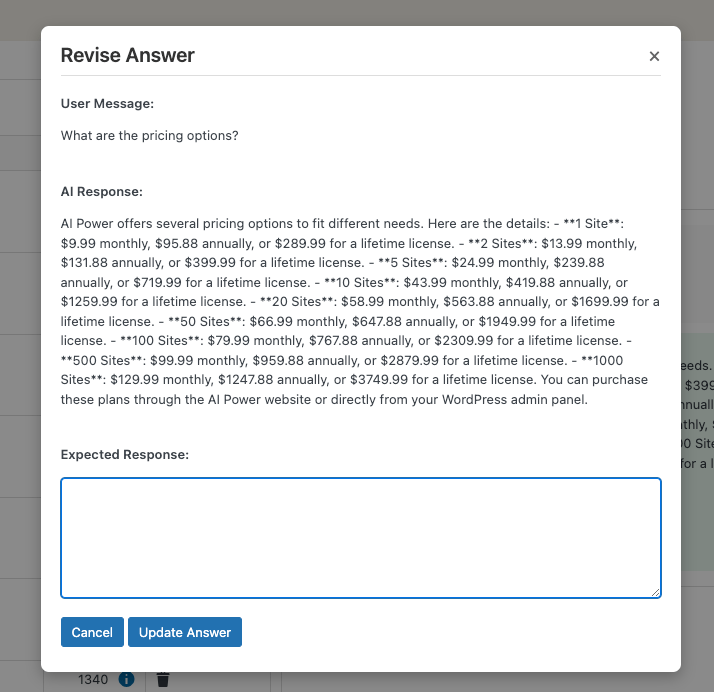 Revise Answer
×
User Message:
What are the pricing options?
AI Response:
AI Power offers several pricing options to fit different needs. Here are the details: - **1 Site**:
$9.99 monthly, $95.88 annually, or $289.99 for a lifetime license. - **2 Sites**: $13.99 monthly,
$131.88 annually, or $399.99 for a lifetime license. - **5 Sites**: $24.99 monthly, $239.88
annually, or $719.99 for a lifetime license. - **10 Sites**: $43.99 monthly, $419.88 annually, or
$1259.99 for a lifetime license. - **20 Sites**: $58.99 monthly, $563.88 annually, or $1699.99 for a
lifetime license. - **50 Sites**: $66.99 monthly, $647.88 annually, or $1949.99 for a lifetime
license. - **100 Sites**: $79.99 monthly, $767.88 annually, or $2309.99 for a lifetime license. -
**500 Sites**: $99.99 monthly, $959.88 annually, or $2879.99 for a lifetime license. - **1000
Sites**: $129.99 monthly, $1247.88 annually, or $3749.99 for a lifetime license. You can purchase
these plans through the AI Power website or directly from your WordPress admin panel.
Expected Response:
Cancel
Update Answer
1340
for a l